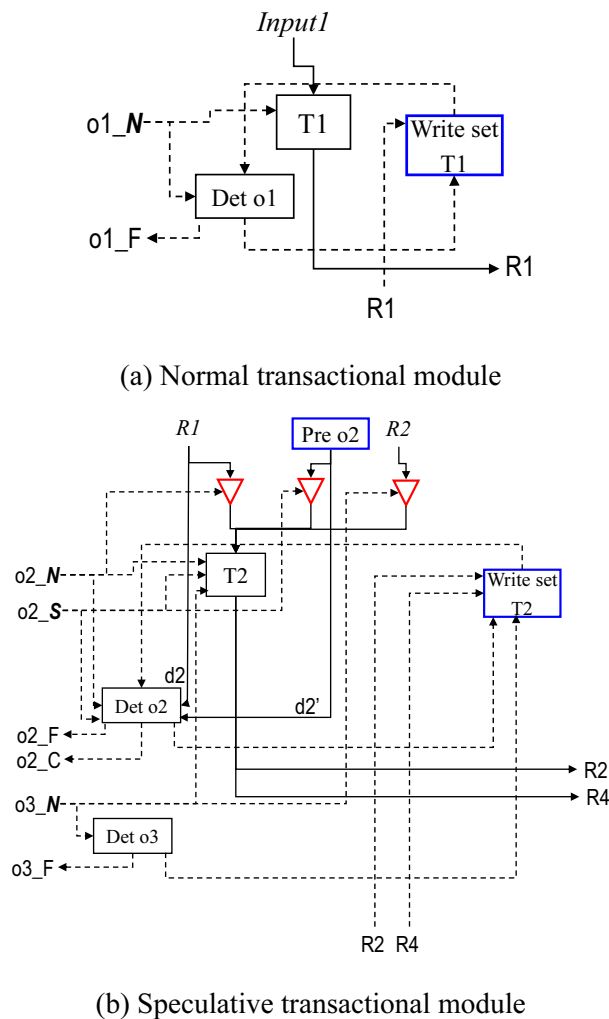 Input1
T1
Write set
T1
o1_N
Det o1
o1_F
R1
R1
(a) Normal transactional module
R1
Pre o2
R2
o2_N
T2
Write set
T2
o2_S
d2
Det o2
d2'
o2_F
o2_C
R2
o3_N
R4
Det o3
o3_F
R2 R4
(b) Speculative transactional module